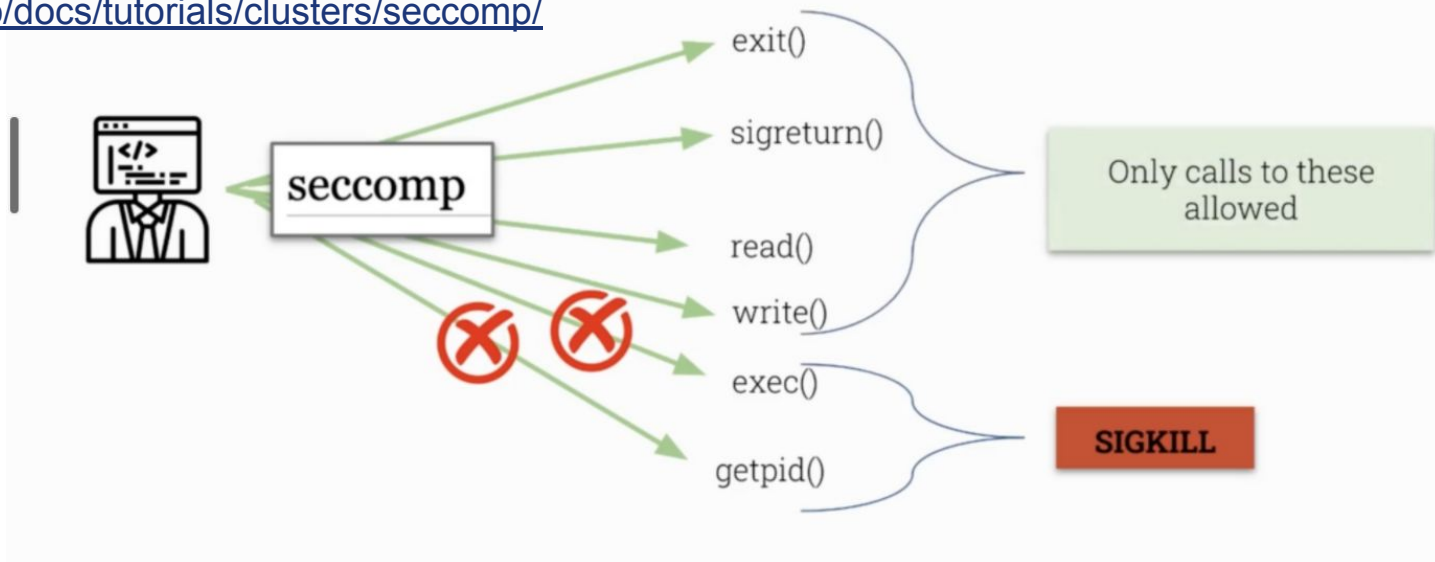 /docs/tutorials/clusters/seccomp/
exit()
</>
sigreturn()
seccomp
Only calls to these
allowed
read()
write()
exec()
SIGKILL
getpid()